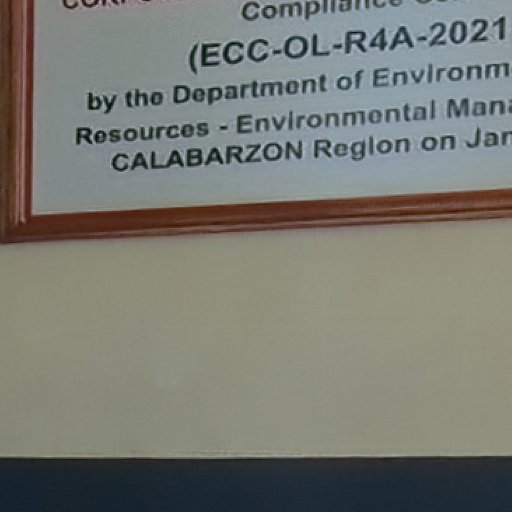 Compliance
(ECC-OL-R4A-2021
by the Department of Environm
Resources - Environmental Mana
CALABARZON Region on Jan